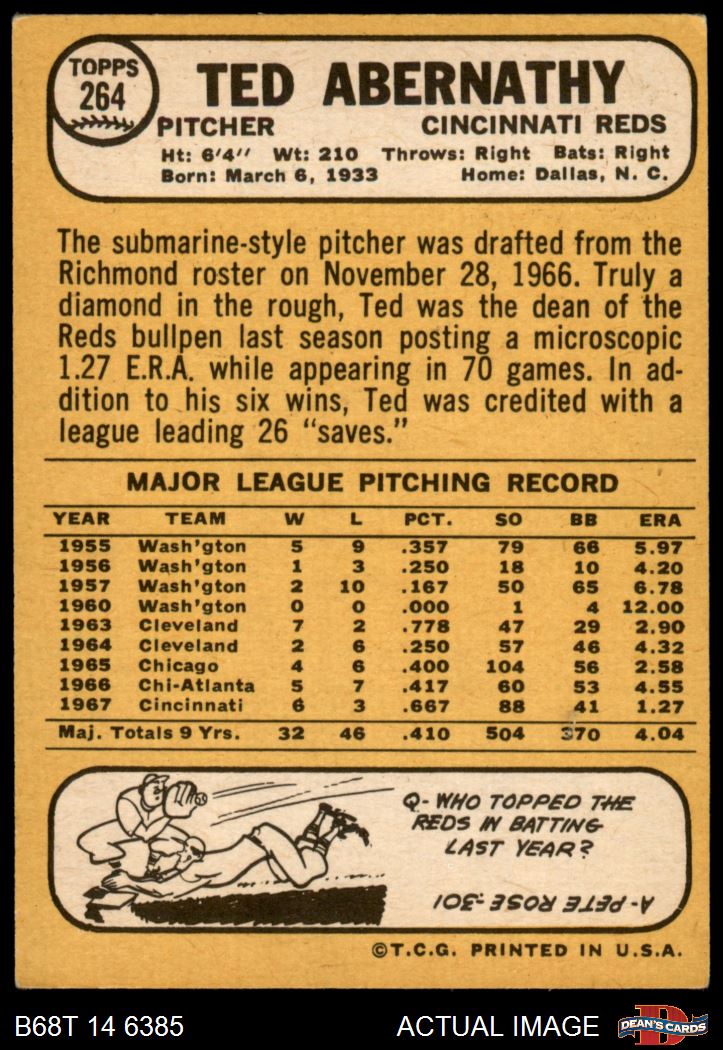 TOPPS
264
TED ABERNATHY
PITCHER CINCINNATI REDS
Ht: 6'4" Wt: 210 Throws: Right Bats: Right
Born: March 6, 1933 Home: Dallas, N. C.
The submarine-style pitcher was drafted from the
Richmond roster on November 28, 1966. Truly a
diamond in the rough, Ted was the dean of the
Reds bullpen last season posting a microscopic
1.27 E.R.A. while appearing in 70 games. In ad-
dition to his six wins, Ted was credited with a
league leading 26 "saves."
MAJOR LEAGUE PITCHING RECORD
YEAR TEAM W L PCT. SO BB ERA
1955 Wash'gton 5 9 .357 79 66 5.97
1956 Wash'gton 1 3 .250 18 10 4.20
1957 Wash'gton 2 10 .167 50 65 6.78
1960 Wash'gton 0 0 .000 1 4 12.00
1963 Cleveland 7 2 .778 47 29 2.90
1964 Cleveland 2 6 .250 57 46 4.32
1965 Chicago 4 6 .400 104 56 2.58
1966 Chi-Atlanta 5 7 .417 60 53 4.55
1967 Cincinnati 6 3 .667 88 41 1.27
Maj. Totals 9 Yrs. 32 46 .410 504 370 4.04
Q- WHO TOPPED THE
REDS IN BATTING
LAST YEAR?
A- PETE ROSE .301
©T.C.G. PRINTED IN U.S.A.
B68T 14 6385 ACTUAL IMAGE
D
DEAN'S CARDS